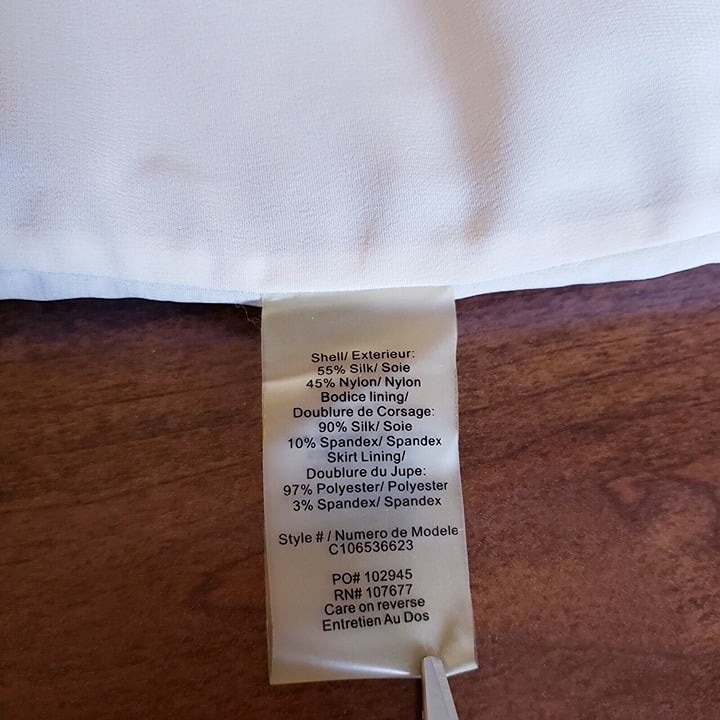 Shell/ Exterieur:
55% Silk/ Soie
45% Nylon/ Nylon
Bodice lining/
Doublure de Corsage:
90% Silk/ Soie
10% Spandex/ Spandex
Skirt Lining/
Doublure du Jupe:
97% Polyester/ Polyester
3% Spandex/ Spandex
Style # / Numero de Modele
C106536623
PO# 102945
RN# 107677
Care on reverse
Entretien Au Dos